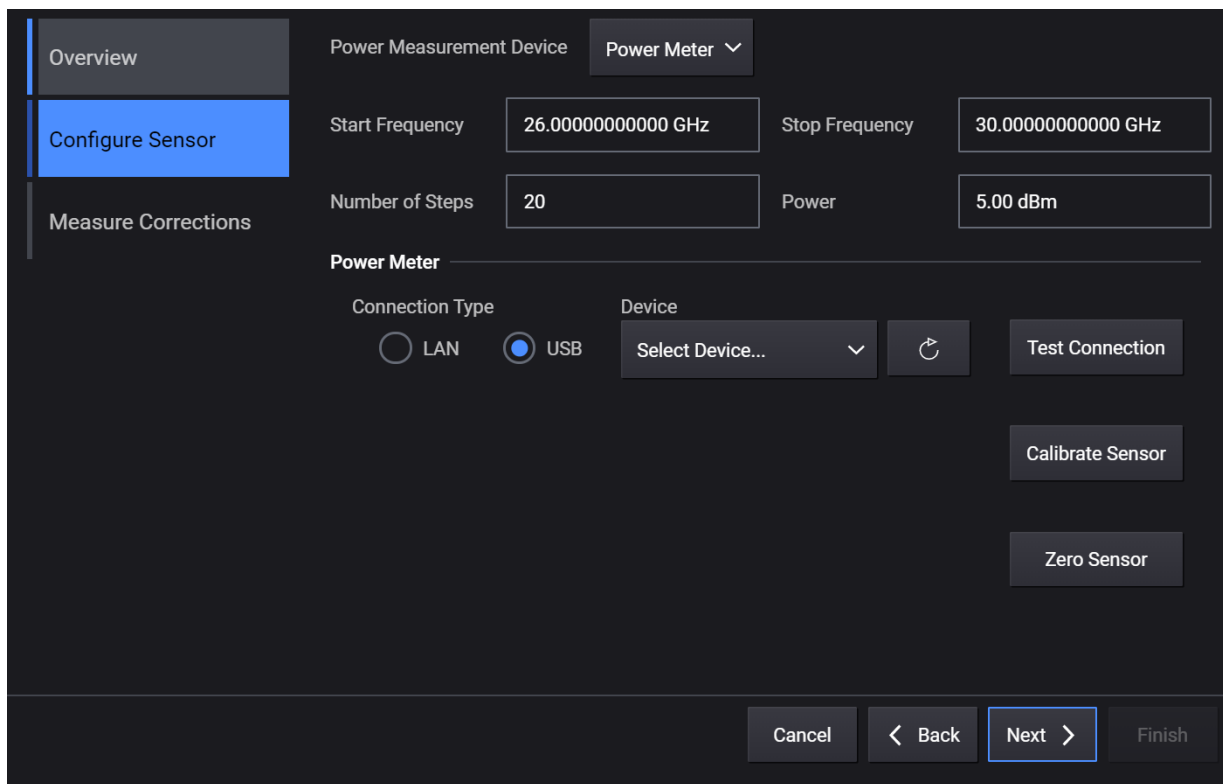 Overview
Configure Sensor
Measure Corrections
Power Measurement Device Power Meter
Start Frequency 26.00000000000 GHz Stop Frequency 30.00000000000 GHz
Number of Steps 20 Power 5.00 dBm
Power Meter
Connection Type Device
LAN USB Select Device... Test Connection
Calibrate Sensor
Zero Sensor
Cancel Back Next Finish